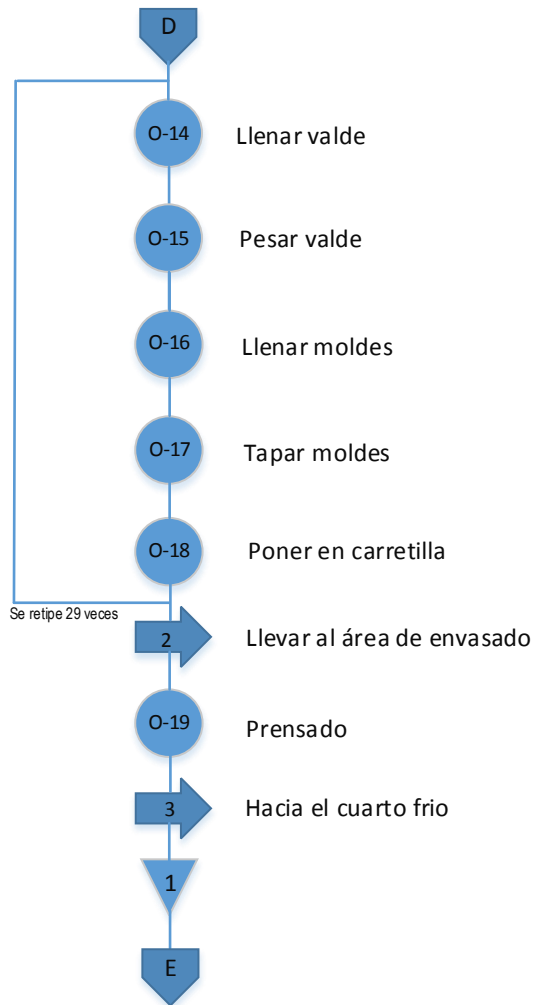 D
O-14 Llenar valde
O-15 Pesar valde
O-16 Llenar moldes
O-17 Tapar moldes
O-18 Poner en carretilla
Se retipe 29 veces
2 Llevar al área de envasado
O-19 Prensado
3 Hacia el cuarto frio
1
E